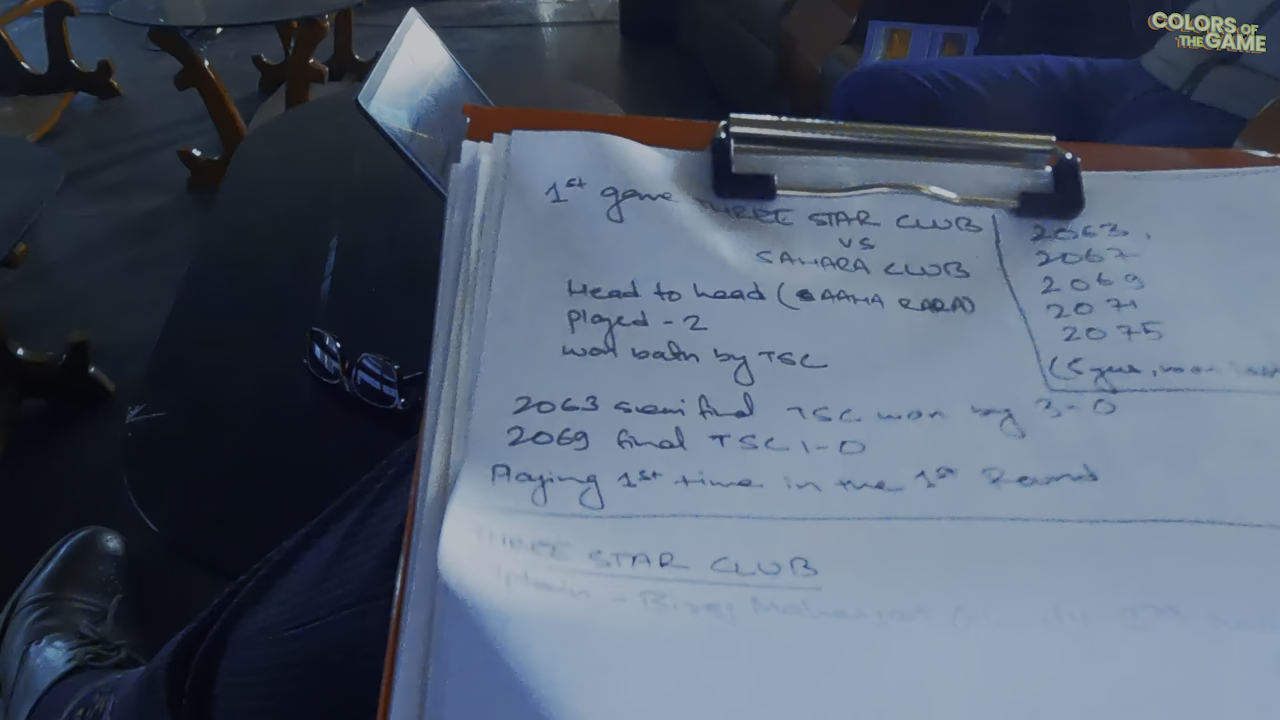 COLORS OF
THE GAME
1st game THREE STAR CLUB
VS
SAHARA CLUB
Head to head (AAHA RARA)
Played - 2
won both by TSC
2063 semi final TSC won by 3-0
2069 final TSC 1-0
Playing 1st time in the 1st Round
2063,
2067
2069
2071
2075
THREE STAR CLUB